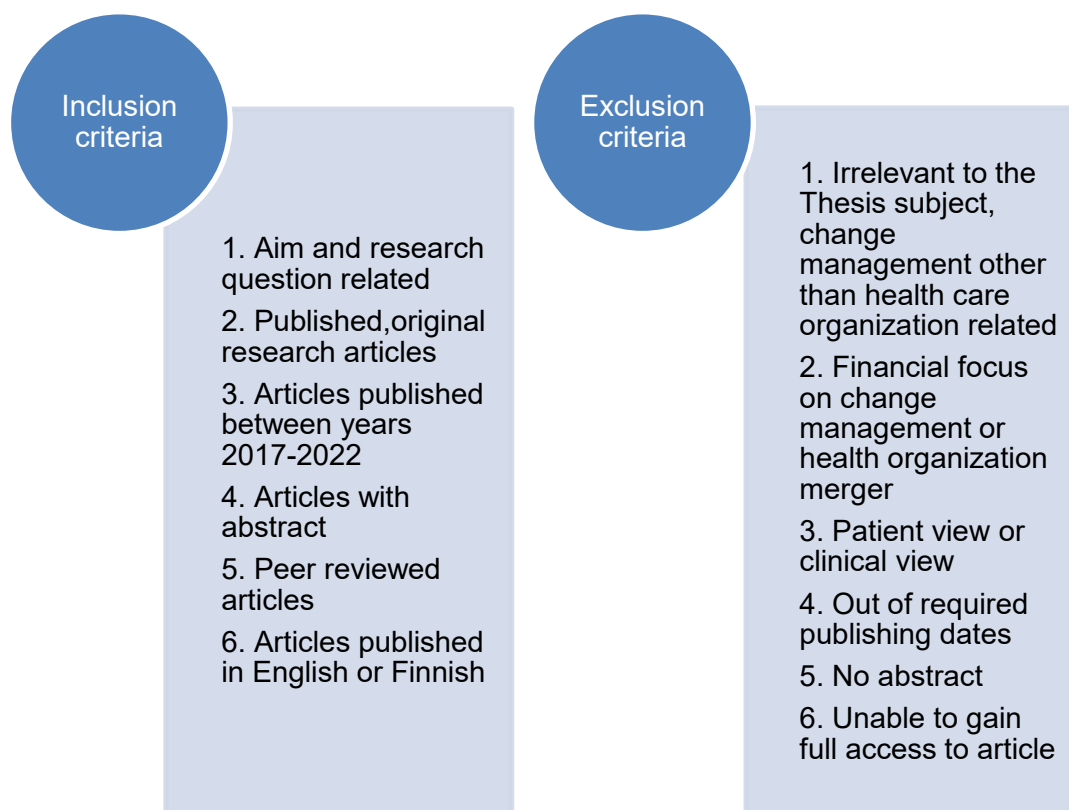 Inclusion
criteria
1. Aim and research
question related
2. Published,original
research articles
3. Articles published
between years
2017-2022
4. Articles with
abstract
5. Peer reviewed
articles
6. Articles published
in English or Finnish
Exclusion
criteria
1. Irrelevant to the
Thesis subject,
change
management other
than health care
organization related
2. Financial focus
on change
management or
health organization
merger
3. Patient view or
clinical view
4. Out of required
publishing dates
5. No abstract
6. Unable to gain
full access to article